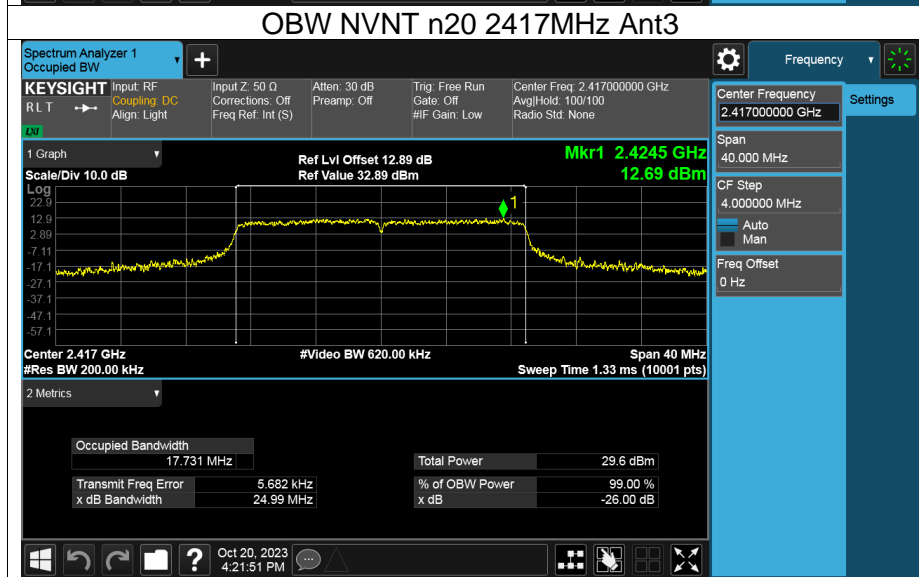 OBW NVNT n20 2417MHz Ant3
Spectrum Analyzer 1
Occupied BW
+
Frequency
KEYSIGHT
R L T
LXI
Input: RF
Coupling: DC
Align: Light
Input Z: 50 Ω
Corrections: Off
Freq Ref: Int (S)
Atten: 30 dB
Preamp: Off
Trig: Free Run
Gate: Off
#IF Gain: Low
Center Freq: 2.417000000 GHz
Avg|Hold: 100/100
Radio Std: None
Center Frequency
2.417000000 GHz
Settings
Span
40.000 MHz
CF Step
4.000000 MHz
Auto
Man
Freq Offset
0 Hz
1 Graph
Scale/Div 10.0 dB
Ref Lvl Offset 12.89 dB
Ref Value 32.89 dBm
Mkr1 2.4245 GHz
12.69 dBm
Log
22.9
12.9
2.89
-7.11
-17.1
-27.1
-37.1
-47.1
-57.1
1
Center 2.417 GHz
#Video BW 620.00 kHz
Span 40 MHz
#Res BW 200.00 kHz
Sweep Time 1.33 ms (10001 pts)
2 Metrics
Occupied Bandwidth
17.731 MHz
Total Power 29.6 dBm
Transmit Freq Error 5.682 kHz
% of OBW Power 99.00 %
x dB Bandwidth 24.99 MHz
x dB -26.00 dB
?
Oct 20, 2023
4:21:51 PM